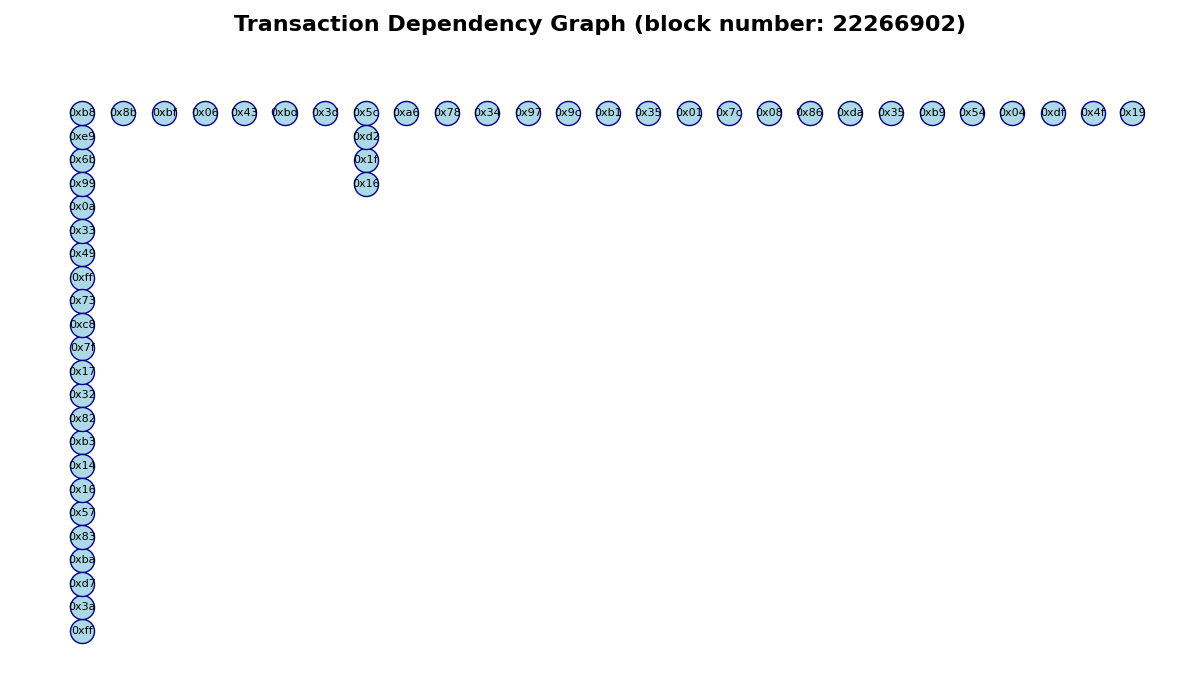 Transaction Dependency Graph (block number: 22266902)
0xb8 0x8b 0xbf 0x06 0x43 0xbd 0x3d 0x5c 0xa6 0x78 0x34 0x97 0x9c 0xb1 0x35 0x01 0x7c 0x08 0x86 0xda 0x35 0xb9 0x54 0x04 0xdf 0x4f 0x19
0xe9 0xd2
0x6b 0x1f
0x99 0x16
0x0a
0x33
0x49
0xff
0x73
0xc8
0x7f
0x17
0x32
0x82
0xb3
0x14
0x16
0x57
0x83
0xba
0xd7
0x3a
0xff